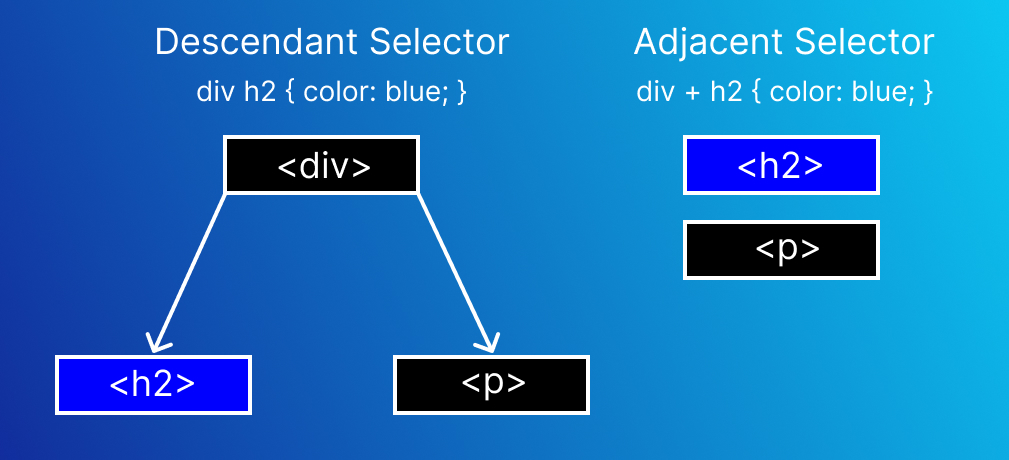 Descendant Selector
div h2 { color: blue; }
<div>
<h2>
<p>
Adjacent Selector
div + h2 { color: blue; }
<h2>
<p>